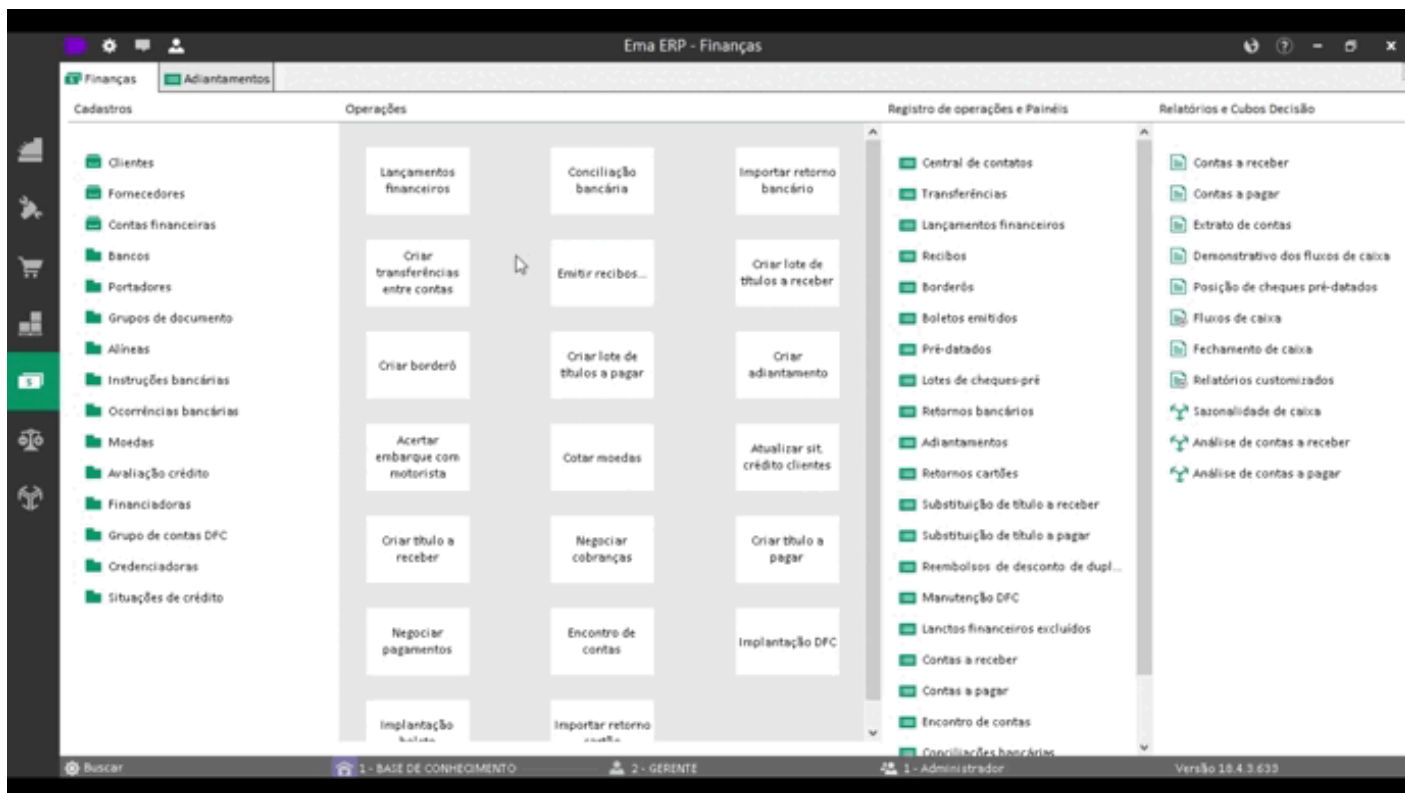 Ema ERP - Finanças
Finanças
Adiantamentos
Cadastros
Operações
Registro de operações e Painéis
Relatórios e Cubos Decisão
Clientes
Fornecedores
Contas financeiras
Bancos
Portadores
Grupos de documento
Alíneas
Instruções bancárias
Ocorrências bancárias
Moedas
Avaliação crédito
Financiadoras
Grupo de contas DFC
Credenciadoras
Situações de crédito
Lançamentos
financeiros
Conciliação
bancária
Importar retorno
bancário
Criar
transferências
entre contas
Emitir recibos...
Criar lote de
títulos a receber
Criar borderô
Criar lote de
títulos a pagar
Criar
adiantamento
Acertar
embarque com
motorista
Cotar moedas
Atualizar sit.
crédito clientes
Criar título a
receber
Negociar
cobranças
Criar título a
pagar
Negociar
pagamentos
Encontro de
contas
Implantação DFC
Implantação
boleto
Importar retorno
cartão
Central de contatos
Transferências
Lançamentos financeiros
Recibos
Borderôs
Boletos emitidos
Pré-datados
Lotes de cheques-pré
Retornos bancários
Adiantamentos
Retornos cartões
Substituição de título a receber
Substituição de título a pagar
Reembolsos de desconto de dupl...
Manutenção DFC
Lanctos financeiros excluídos
Contas a receber
Contas a pagar
Encontro de contas
Conciliações bancárias
Contas a receber
Contas a pagar
Extrato de contas
Demonstrativo dos fluxos de caixa
Posição de cheques pré-datados
Fluxos de caixa
Fechamento de caixa
Relatórios customizados
Sazonalidade de caixa
Análise de contas a receber
Análise de contas a pagar
Buscar
1 - BASE DE CONHECIMENTO
2 - GERENTE
1 - Administrador
Versão 18.4.3.633